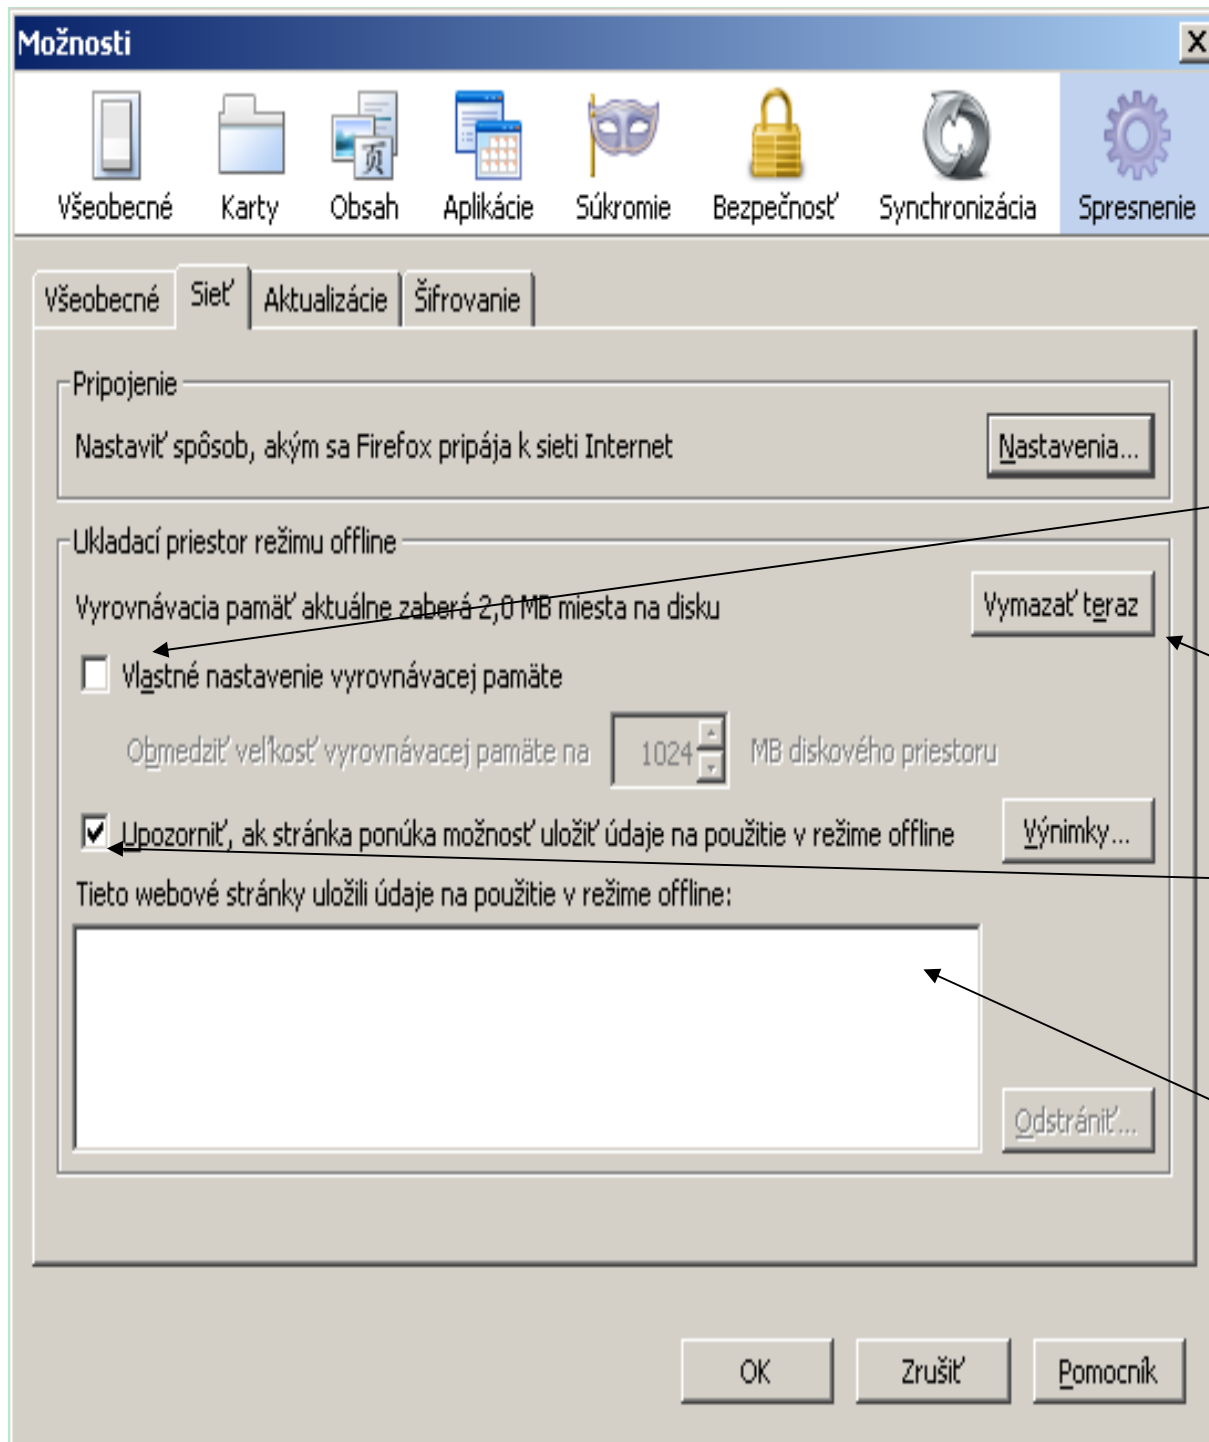 Možnosti
Všeobecné Karty Obsah Aplikácie Súkromie Bezpečnosť Synchronizácia Spresnenie
Všeobecné Sieť Aktualizácie Šifrovanie
Pripojenie
Nastaviť spôsob, akým sa Firefox pripája k sieti Internet Nastavenia...
Ukladací priestor režimu offline
Vyrovnávacia pamäť aktuálne zaberá 2,0 MB miesta na disku Vymazať teraz
Vlastné nastavenie vyrovnávacej pamäte
Obmedziť veľkosť vyrovnávacej pamäte na 1024 MB diskového priestoru
Upozorniť, ak stránka ponúka možnosť uložiť údaje na použitie v režime offline Výnimky...
Tieto webové stránky uložili údaje na použitie v režime offline:
Odstrániť...
OK Zrušiť Pomocník